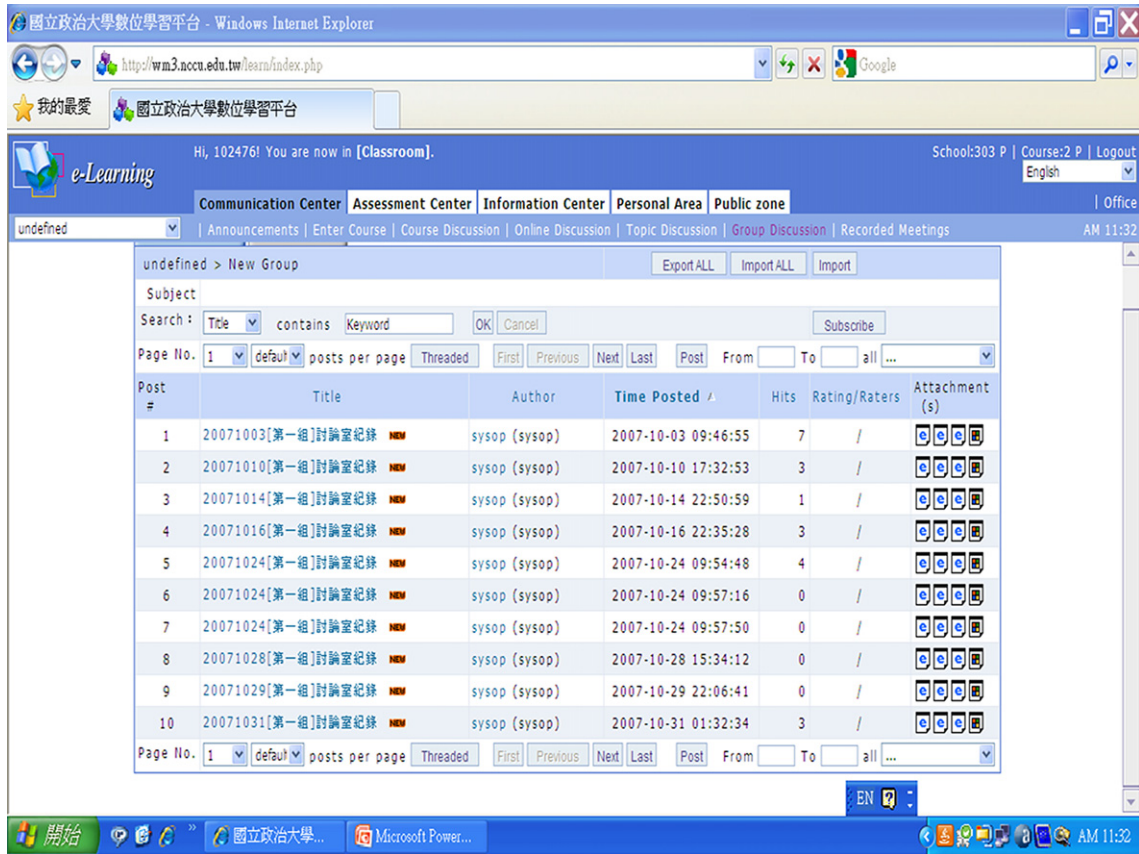 國立政治大學數位學習平台 - Windows Internet Explorer
http://wm3.nccu.edu.tw/learn/index.php
Google
我的最愛
國立政治大學數位學習平台
e-Learning
Hi, 102476! You are now in [Classroom].
School:303 P | Course:2 P | Logout
English
Communication Center Assessment Center Information Center Personal Area Public zone
| Office
undefined
| Announcements | Enter Course | Course Discussion | Online Discussion | Topic Discussion | Group Discussion | Recorded Meetings
AM 11:32
undefined > New Group Export ALL Import ALL Import
Subject
Search: Title contains Keyword OK Cancel Subscribe
Page No. 1 default posts per page Threaded First Previous Next Last Post From To all ...
Post # Title Author Time Posted Hits Rating/Raters Attachment (s)
1 20071003[第一組]討論室紀錄 NEW sysop (sysop) 2007-10-03 09:46:55 7 /
2 20071010[第一組]討論室紀錄 NEW sysop (sysop) 2007-10-10 17:32:53 3 /
3 20071014[第一組]討論室紀錄 NEW sysop (sysop) 2007-10-14 22:50:59 1 /
4 20071016[第一組]討論室紀錄 NEW sysop (sysop) 2007-10-16 22:35:28 3 /
5 20071024[第一組]討論室紀錄 NEW sysop (sysop) 2007-10-24 09:54:48 4 /
6 20071024[第一組]討論室紀錄 NEW sysop (sysop) 2007-10-24 09:57:16 0 /
7 20071024[第一組]討論室紀錄 NEW sysop (sysop) 2007-10-24 09:57:50 0 /
8 20071028[第一組]討論室紀錄 NEW sysop (sysop) 2007-10-28 15:34:12 0 /
9 20071029[第一組]討論室紀錄 NEW sysop (sysop) 2007-10-29 22:06:41 0 /
10 20071031[第一組]討論室紀錄 NEW sysop (sysop) 2007-10-31 01:32:34 3 /
Page No. 1 default posts per page Threaded First Previous Next Last Post From To all ...
EN
開始 國立政治大學... Microsoft Power... AM 11:32